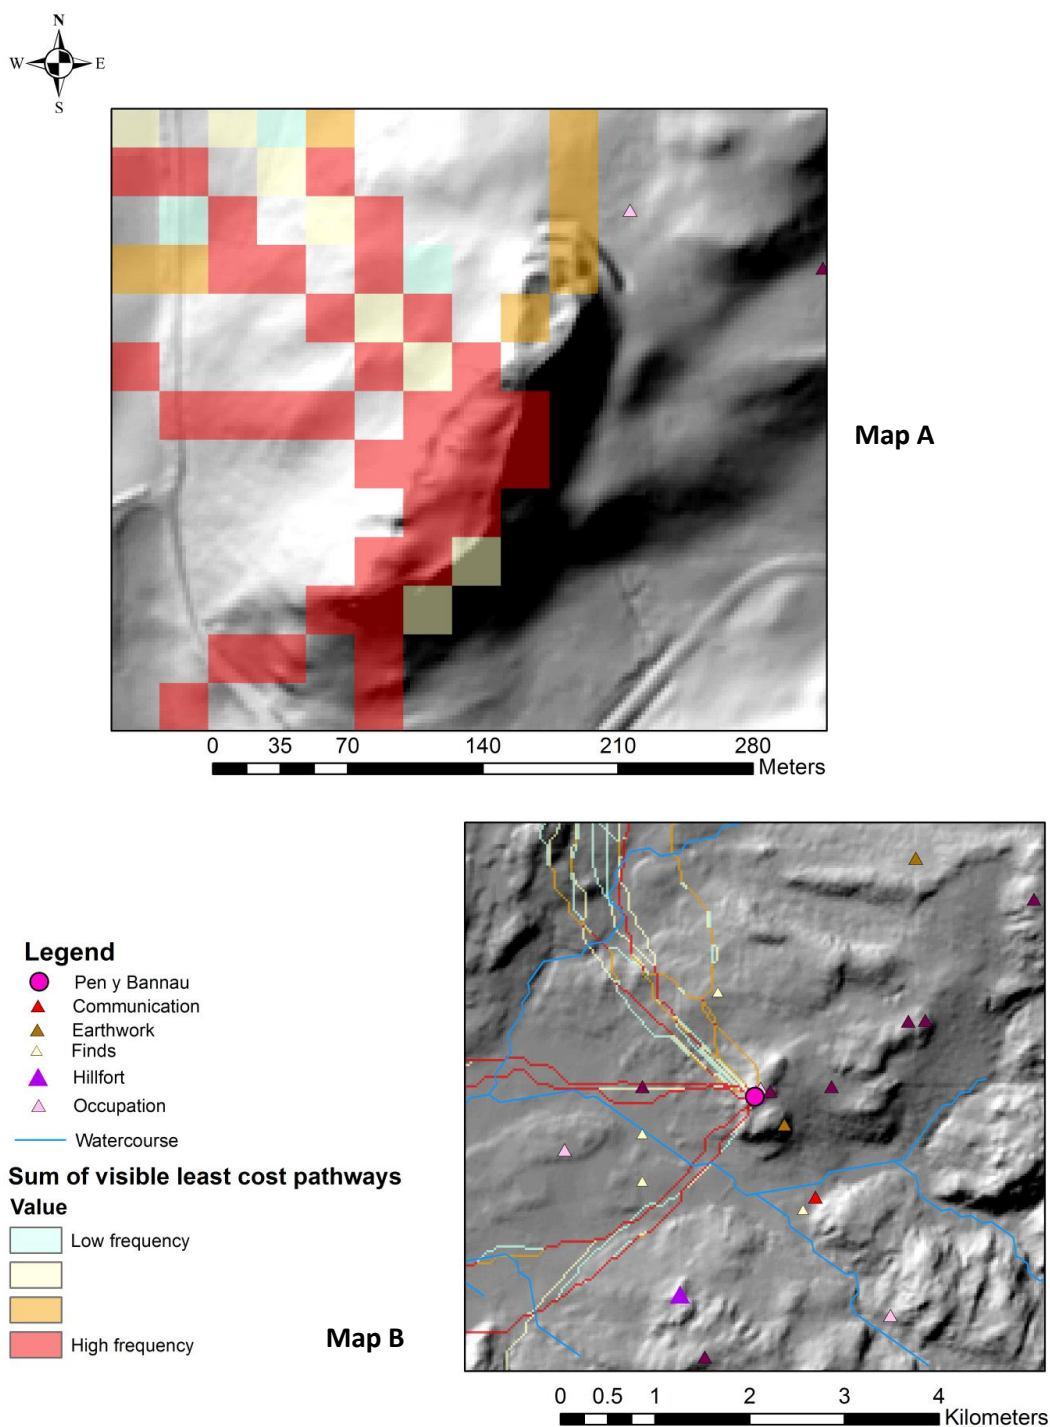 N
W E
S
Map A
0 35 70 140 210 280
Meters
Legend
Pen y Bannau
Communication
Earthwork
Finds
Hillfort
Occupation
Watercourse
Sum of visible least cost pathways
Value
Low frequency
High frequency
Map B
0 0.5 1 2 3 4
Kilometers